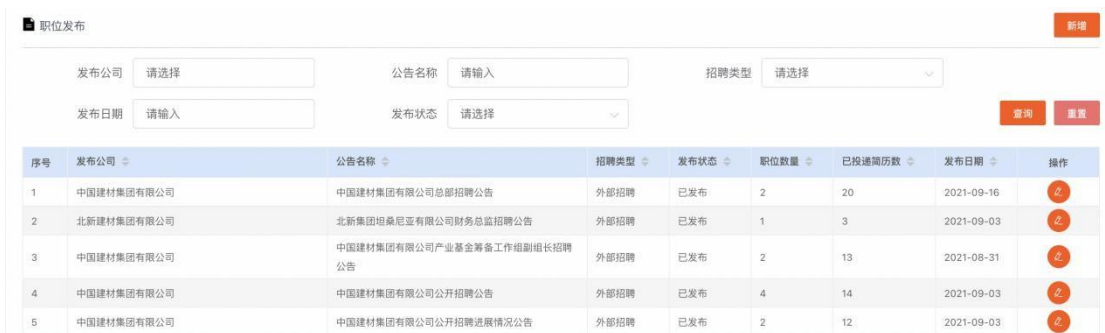 职位发布 新增
发布公司 请选择 公告名称 请输入 招聘类型 请选择
发布日期 请输入 发布状态 请选择 查询 重置
序号 发布公司 公告名称 招聘类型 发布状态 职位数量 已投递简历数 发布日期 操作
1 中国建材集团有限公司 中国建材集团有限公司总部招聘公告 外部招聘 已发布 2 20 2021-09-16
2 北新建材集团有限公司 北新集团坦桑尼亚有限公司财务总监招聘公告 外部招聘 已发布 1 3 2021-09-03
3 中国建材集团有限公司 中国建材集团有限公司产业基金筹备工作组副组长招聘 外部招聘 已发布 2 13 2021-08-31
公告
4 中国建材集团有限公司 中国建材集团有限公司公开招聘公告 外部招聘 已发布 4 14 2021-09-03
5 中国建材集团有限公司 中国建材集团有限公司公开招聘进展情况公告 外部招聘 已发布 2 12 2021-09-03